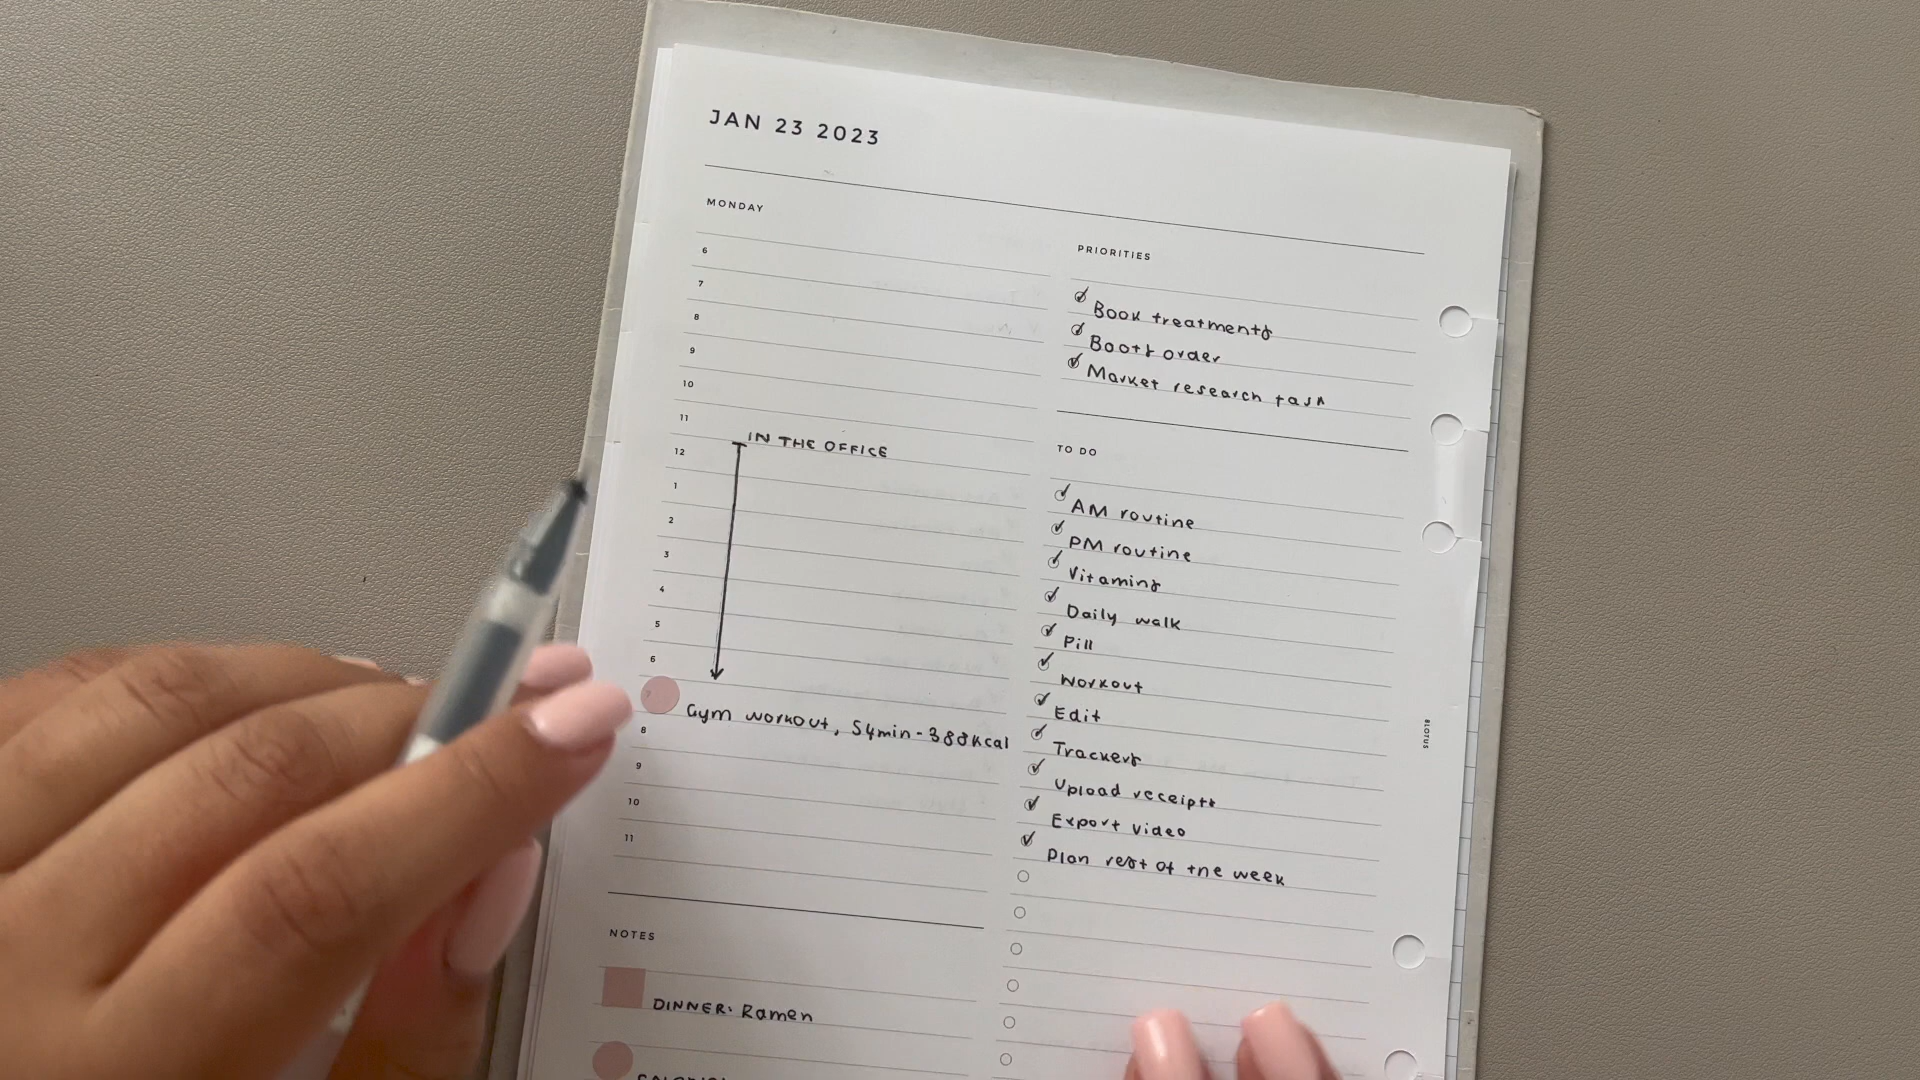 JAN 23 2023
MONDAY
6
7
8
9
10
11
IN THE OFFICE
12
1
2
3
4
5
6
7
Gym workout, 54min - 388kcal
8
9
10
11
NOTES
DINNER: Ramen
PRIORITIES
Book treatments
Boots order
Market research task
TO DO
AM routine
PM routine
Vitamins
Daily walk
Pill
Workout
Edit
Trackers
Upload receipts
Export video
Plan rest of the week